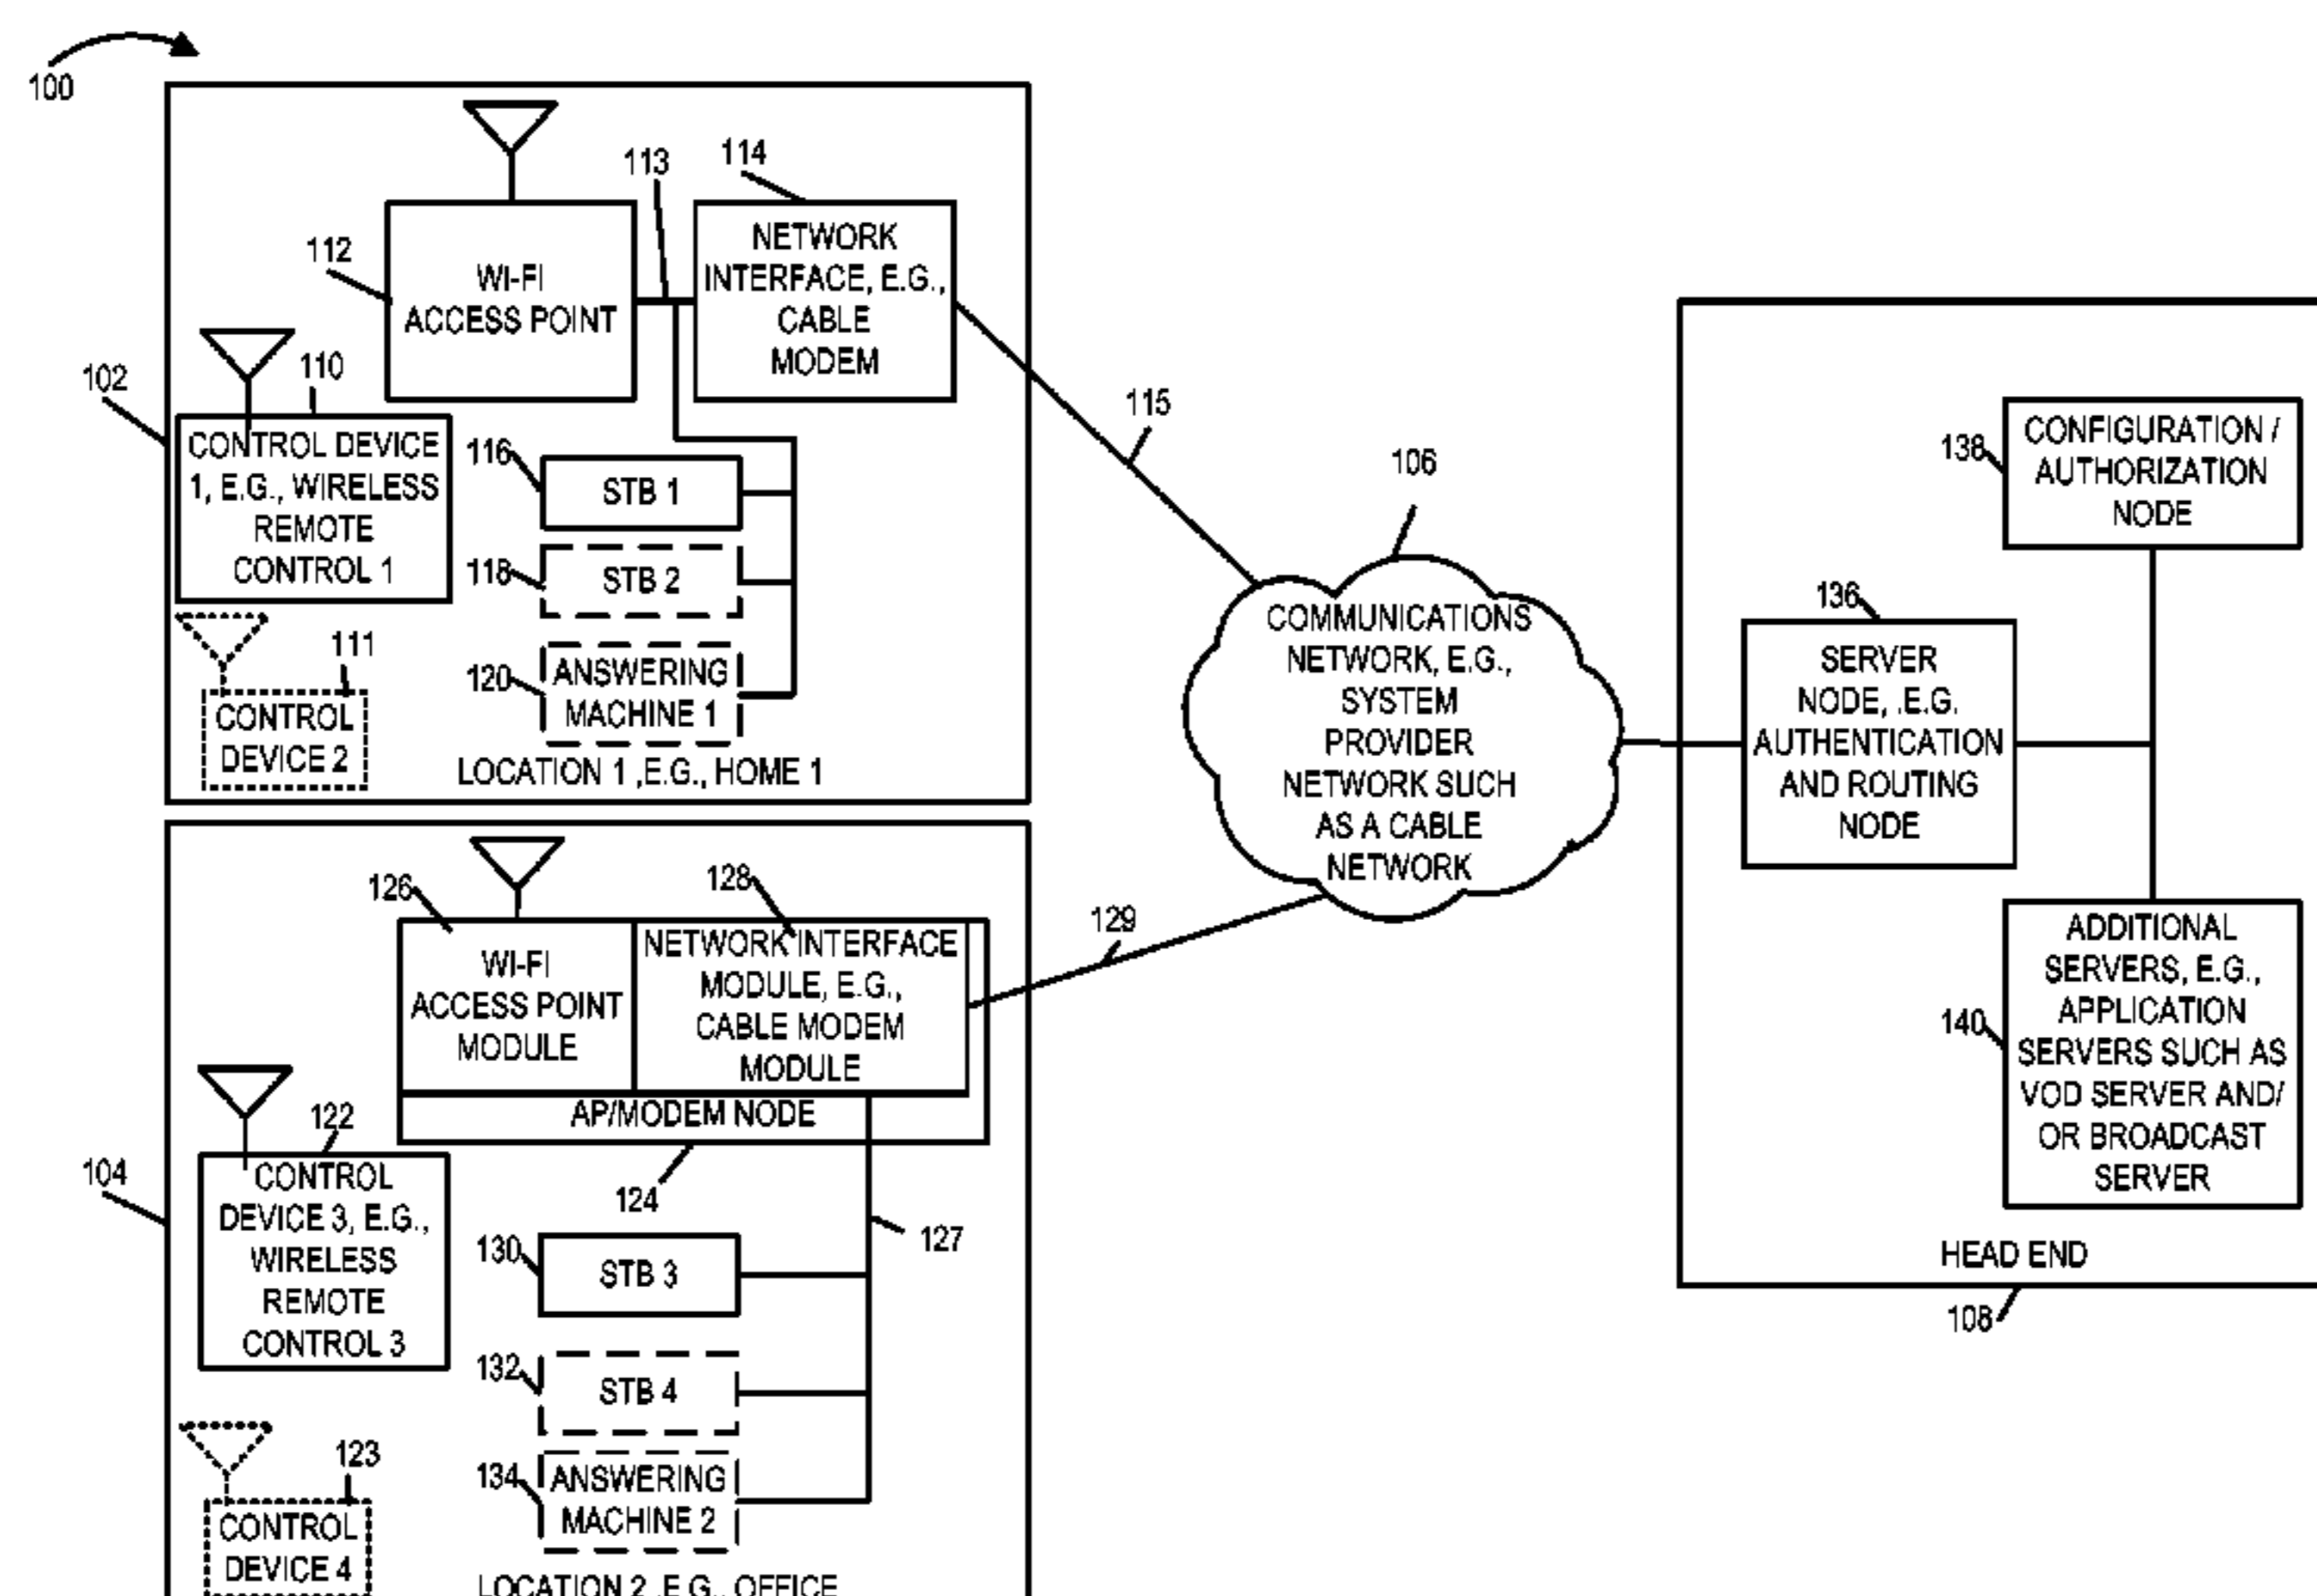 100
113
114
112
WI-FI
ACCESS POINT
NETWORK
INTERFACE, E.G.,
CABLE
MODEM
102
110
CONTROL DEVICE
1, E.G., WIRELESS
REMOTE
CONTROL 1
116
STB 1
118
STB 2
111
CONTROL
DEVICE 2
120
ANSWERING
MACHINE 1
LOCATION 1 ,E.G., HOME 1
115
106
COMMUNICATIONS
NETWORK, E.G.,
SYSTEM
PROVIDER
NETWORK SUCH
AS A CABLE
NETWORK
138
CONFIGURATION /
AUTHORIZATION
NODE
136
SERVER
NODE, .E.G.
AUTHENTICATION
AND ROUTING
NODE
140
ADDITIONAL
SERVERS, E.G.,
APPLICATION
SERVERS SUCH AS
VOD SERVER AND/
OR BROADCAST
SERVER
HEAD END
108
126
128
WI-FI
ACCESS POINT
MODULE
NETWORK INTERFACE
MODULE, E.G.,
CABLE MODEM
MODULE
AP/MODEM NODE
129
104
122
CONTROL
DEVICE 3, E.G.,
WIRELESS
REMOTE
CONTROL 3
124
127
130
STB 3
132
STB 4
123
CONTROL
DEVICE 4
134
ANSWERING
MACHINE 2
LOCATION 2 ,E.G., OFFICE